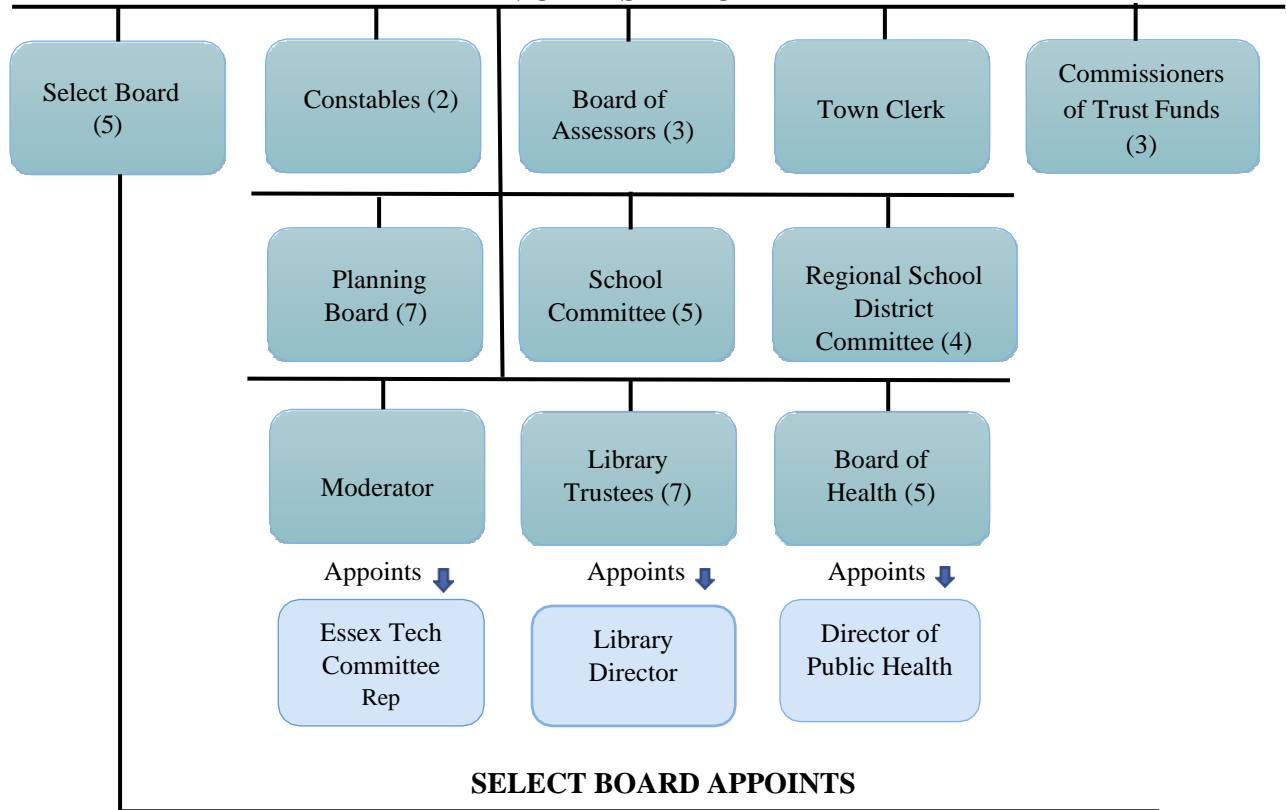 Select Board
(5)
Constables (2)
Board of
Assessors (3)
Town Clerk
Commissioners
of Trust Funds
(3)
Planning
Board (7)
School
Committee (5)
Regional School
District
Committee (4)
Moderator
Library
Trustees (7)
Board of
Health (5)
Appoints
Appoints
Appoints
Essex Tech
Committee
Rep
Library
Director
Director of
Public Health
SELECT BOARD APPOINTS